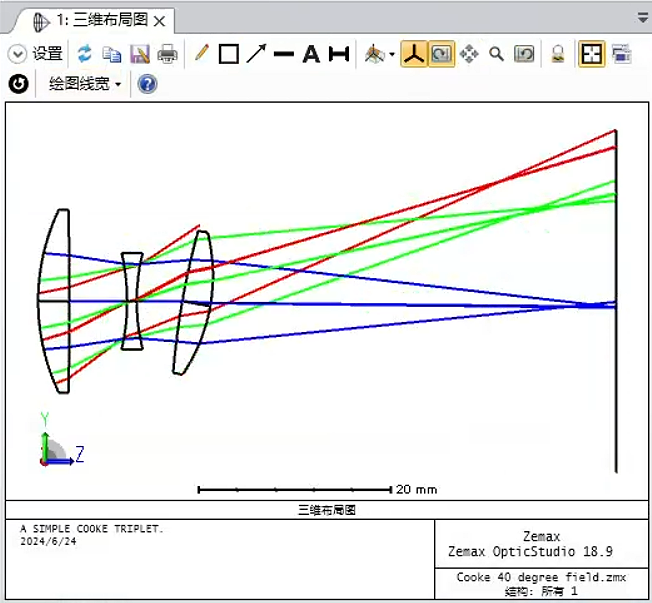 1: 三维布局图
设置
A
绘图线宽
Y
Z
20 mm
三维布局图
A SIMPLE COOKE TRIPLET.
2024/6/24
Zemax
Zemax OpticStudio 18.9
Cooke 40 degree field.zmx
结构: 所有 1